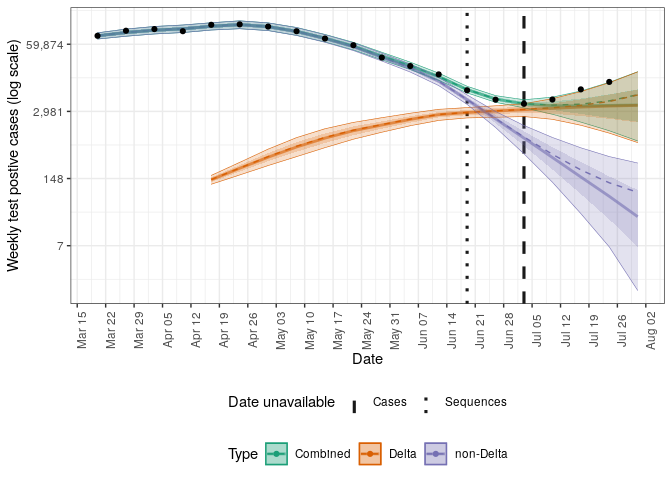 Weekly test postive cases (log scale)
59,874
2,981
148
7
Mar 15
Mar 22
Mar 29
Apr 05
Apr 12
Apr 19
Apr 26
May 03
May 10
May 17
May 24
May 31
Jun 07
Jun 14
Jun 21
Jun 28
Jul 05
Jul 12
Jul 19
Jul 26
Aug 02
Date
Date unavailable Cases Sequences
Type Combined Delta non-Delta